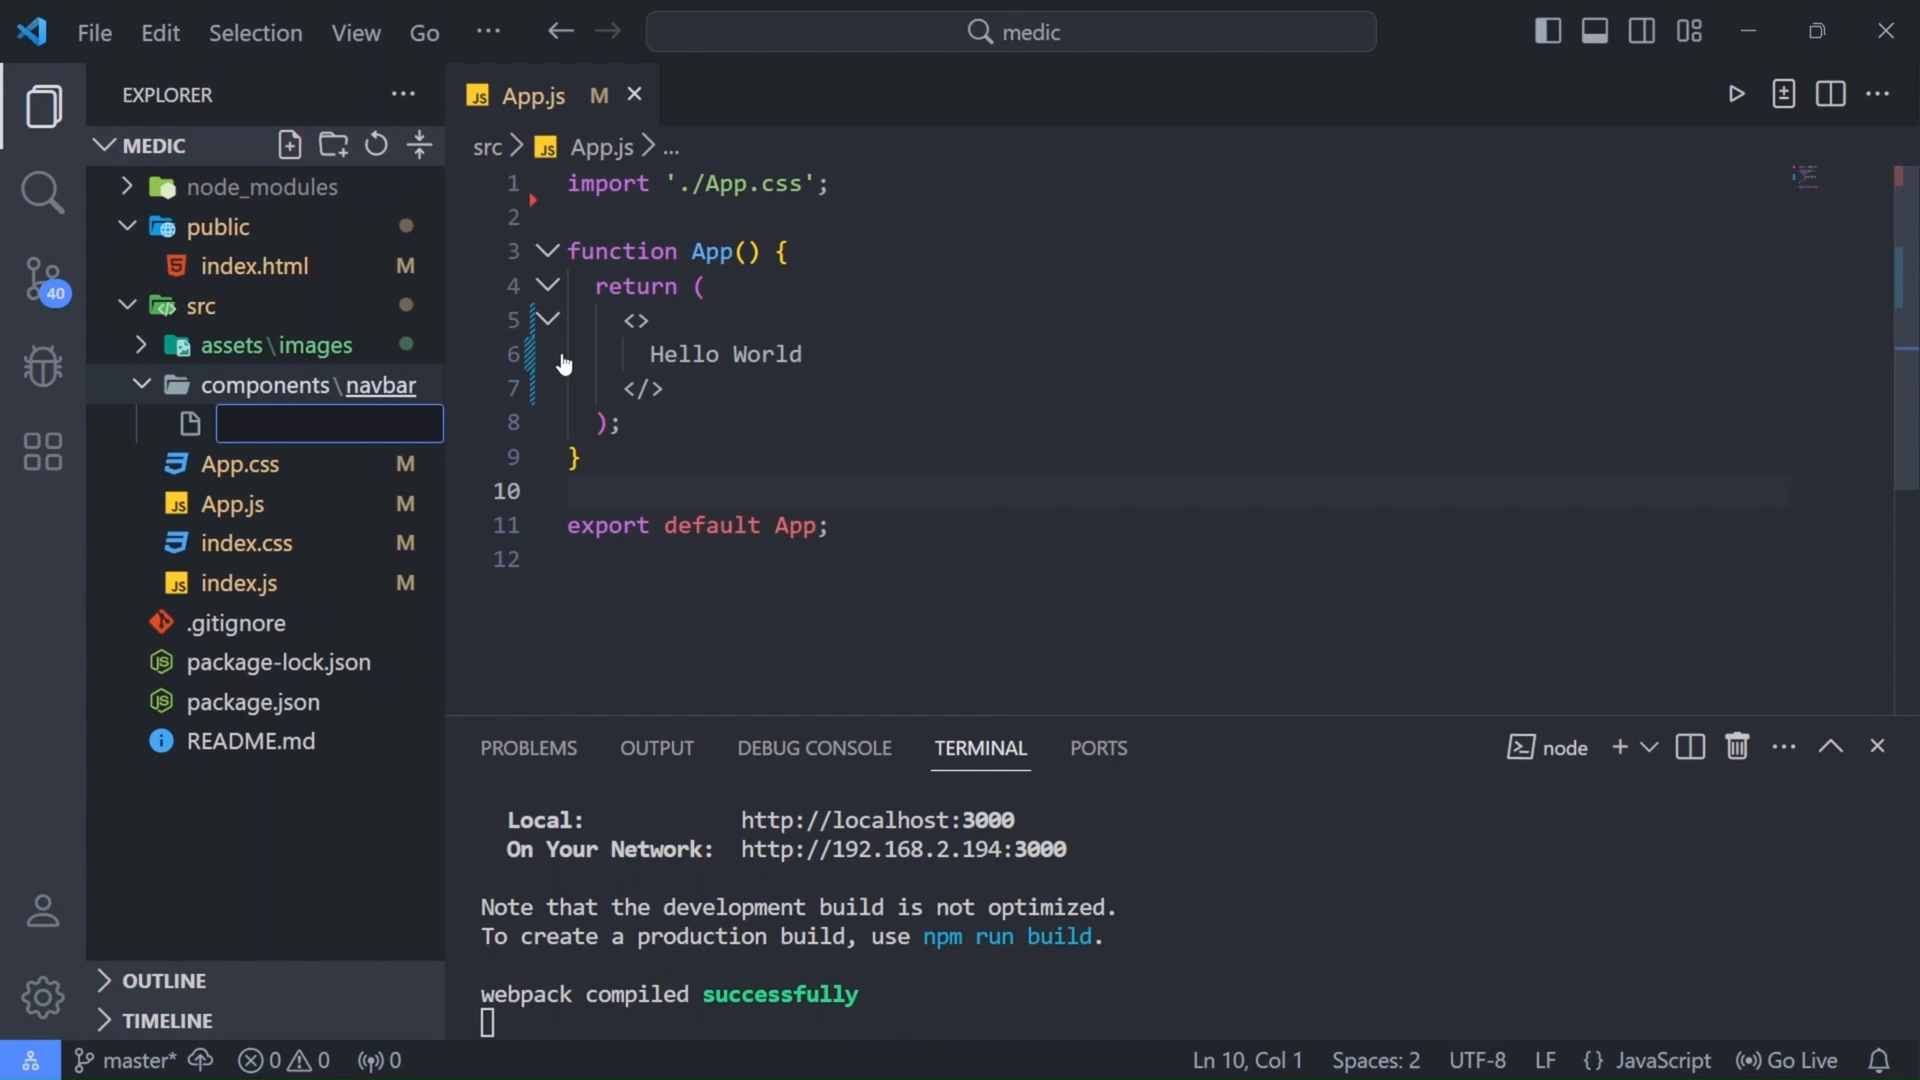 File Edit Selection View Go ... medic
EXPLORER ...
MEDIC
node_modules
public
index.html M
src
assets\images
components\navbar
App.css M
App.js M
index.css M
index.js M
.gitignore
package-lock.json
package.json
README.md
OUTLINE
TIMELINE
40
App.js M
src > App.js > ...
1 import './App.css';
2
3 function App() {
4 return (
5 <>
6 Hello World
7 </>
8 );
9 }
10
11 export default App;
12
PROBLEMS OUTPUT DEBUG CONSOLE TERMINAL PORTS node
Local: http://localhost:3000
On Your Network: http://192.168.2.194:3000
Note that the development build is not optimized.
To create a production build, use npm run build.
webpack compiled successfully
master* 0 0 0 Ln 10, Col 1 Spaces: 2 UTF-8 LF {} JavaScript Go Live